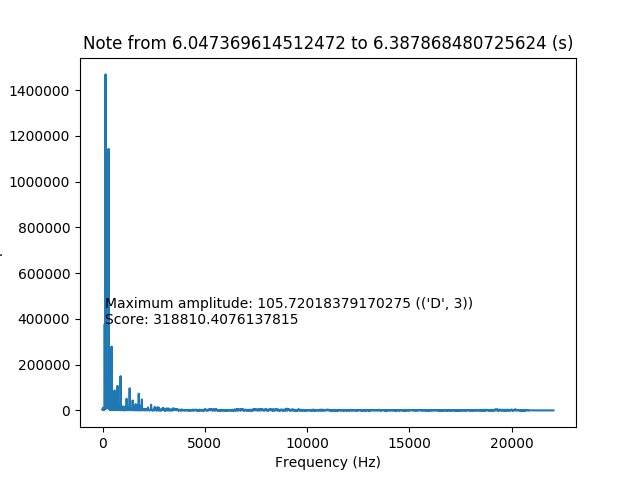 Note from 6.047369614512472 to 6.387868480725624 (s)
1400000
1200000
1000000
800000
600000
400000
200000
0
Maximum amplitude: 105.72018379170275 (('D', 3))
Score: 318810.4076137815
0 5000 10000 15000 20000
Frequency (Hz)